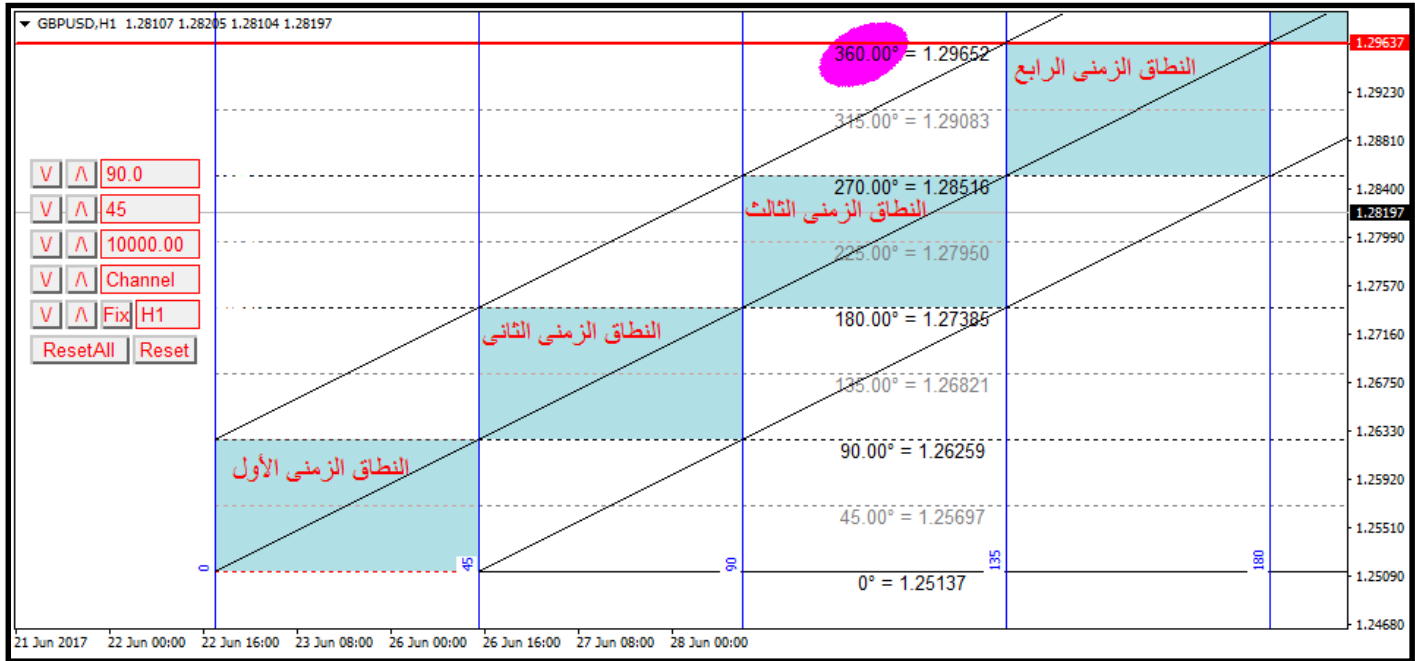 GBPUSD,H1 1.28107 1.28205 1.28104 1.28197
360.00° = 1.29652
النطاق الزمنى الرابع
315.00° = 1.29083
270.00° = 1.28516
النطاق الزمنى الثالث
225.00° = 1.27950
180.00° = 1.27385
النطاق الزمنى الثانى
135.00° = 1.26821
90.00° = 1.26259
النطاق الزمنى الأول
45.00° = 1.25697
0° = 1.25137
V Λ 90.0
V Λ 45
V Λ 10000.00
V Λ Channel
V Λ Fix H1
ResetAll Reset
0
45
90
135
180
1.29637
1.29230
1.28810
1.28400
1.28197
1.27990
1.27570
1.27160
1.26750
1.26330
1.25920
1.25510
1.25090
1.24680
21 Jun 2017 22 Jun 00:00 22 Jun 16:00 23 Jun 08:00 26 Jun 00:00 26 Jun 16:00 27 Jun 08:00 28 Jun 00:00